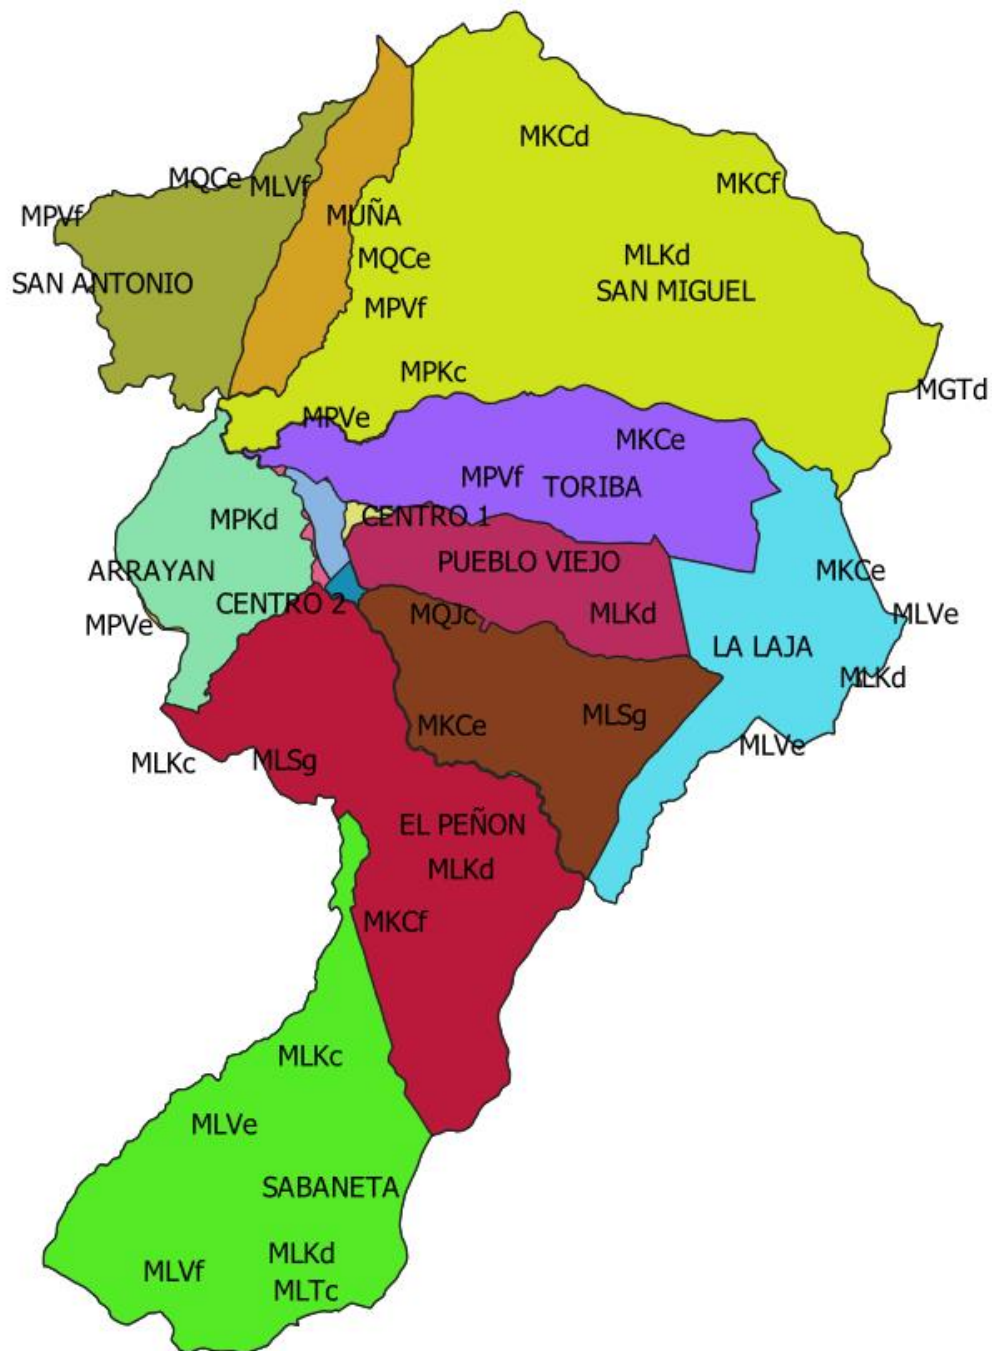 MKCd
MQCe
MLVf
MKCf
MPVf
MUÑA
MQCe
MLKd
SAN ANTONIO
SAN MIGUEL
MPVf
MPKc
MGTd
MPVe
MKCe
MPVf
TORIBA
MPKd
CENTRO 1
PUEBLO VIEJO
ARRAYAN
MKCe
CENTRO 2
MPVe
MQJc
MLKd
MLVe
LA LAJA
MLKd
MKCe
MLSg
MLVe
MLKc
MLSg
EL PEÑON
MLKd
MKCf
MLKc
MLVe
SABANETA
MLKd
MLVf
MLTc